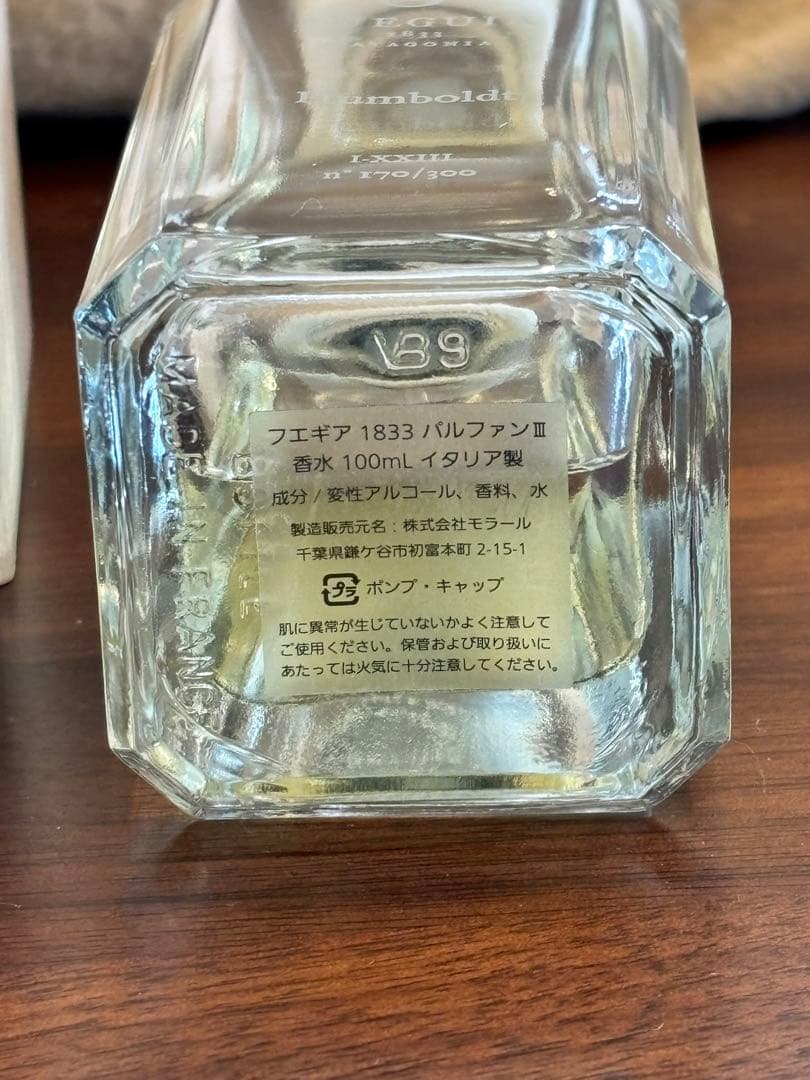 1833
PATAGONIA
Humboldt
LXXIII
n° 170/300
VB9
MADE IN FRANCE
フエギア 1833 パルファンⅢ
香水 100mL イタリア製
成分 / 変性アルコール、香料、水
製造販売元名：株式会社モラール
千葉県鎌ケ谷市初富本町 2-15-1
プラ ポンプ・キャップ
肌に異常が生じていないかよく注意して
ご使用ください。保管および取り扱いに
あたっては火気に十分注意してください。